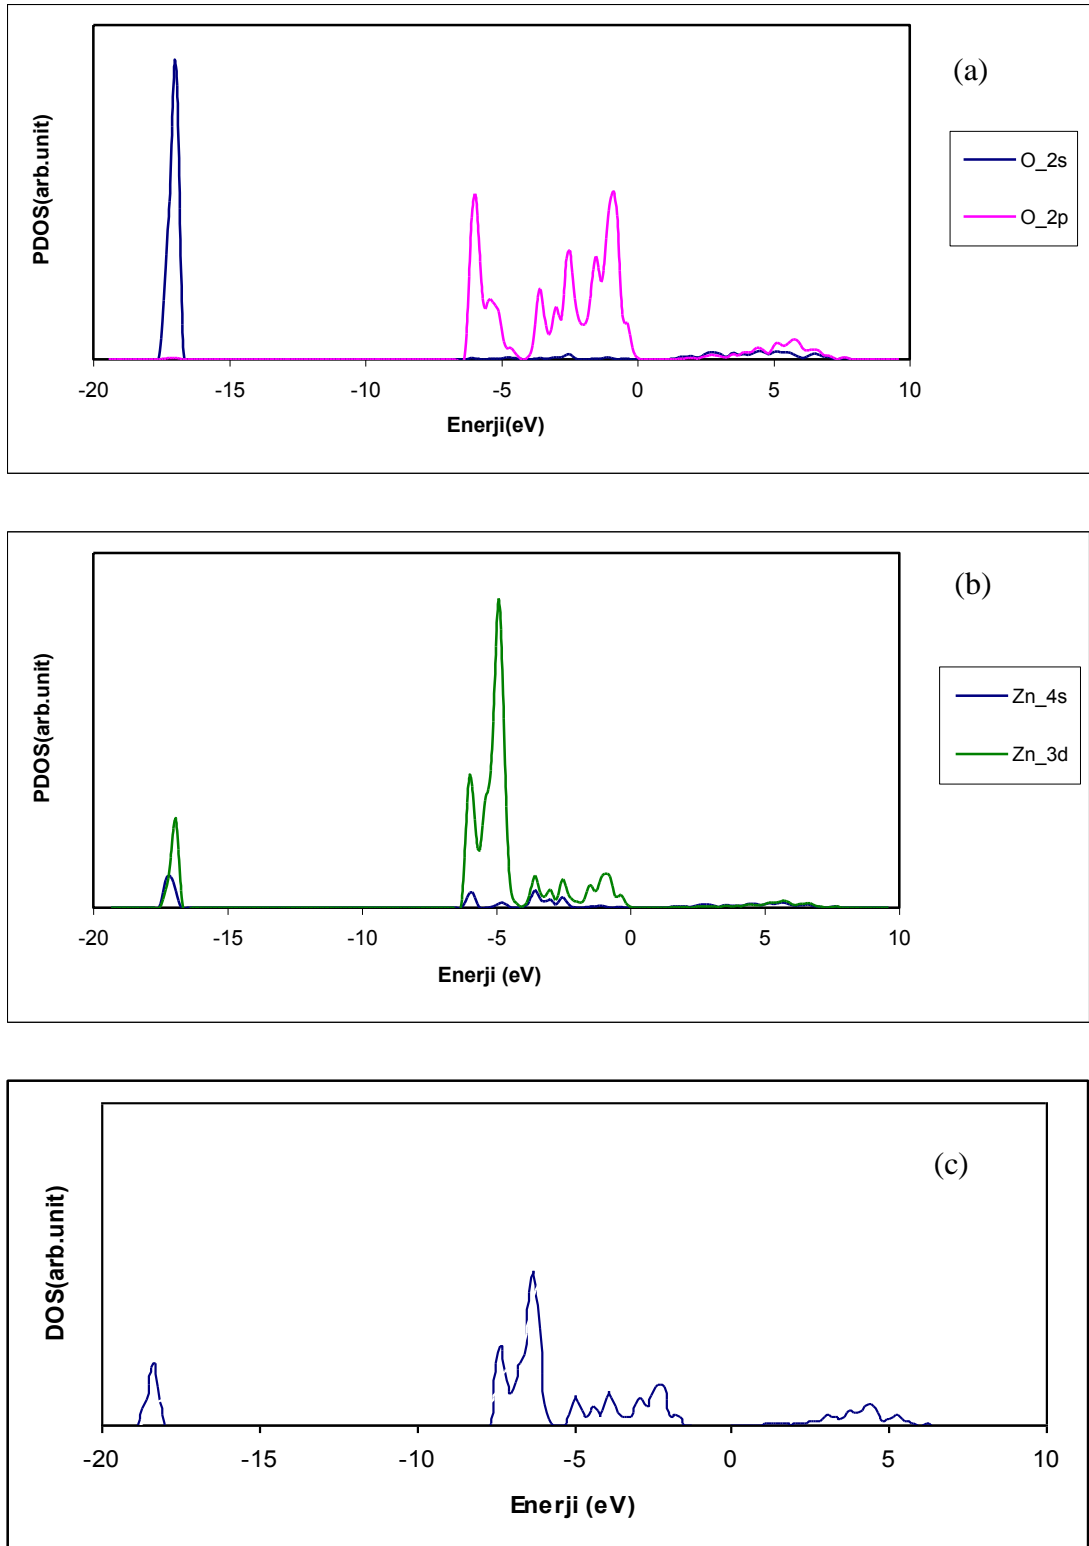 (a)
PDOS(arb.unit)
O_2s
O_2p
-20 -15 -10 -5 0 5 10
Enerji(eV)
(b)
PDOS(arb.unit)
Zn_4s
Zn_3d
-20 -15 -10 -5 0 5 10
Enerji (eV)
(c)
DOS(arb.unit)
-20 -15 -10 -5 0 5 10
Enerji (eV)